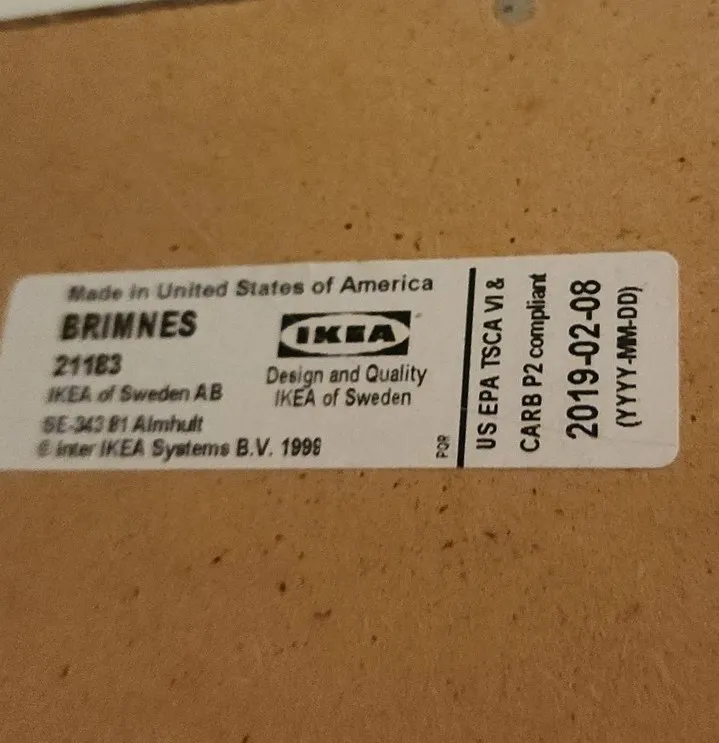 Made in United States of America
BRIMNES
21183
IKEA of Sweden AB
SE-343 81 Älmhult
© Inter IKEA Systems B.V. 1999
IKEA
Design and Quality
IKEA of Sweden
POR
US EPA TSCA VI &
CARB P2 compliant
2019-02-08
(YYYY-MM-DD)